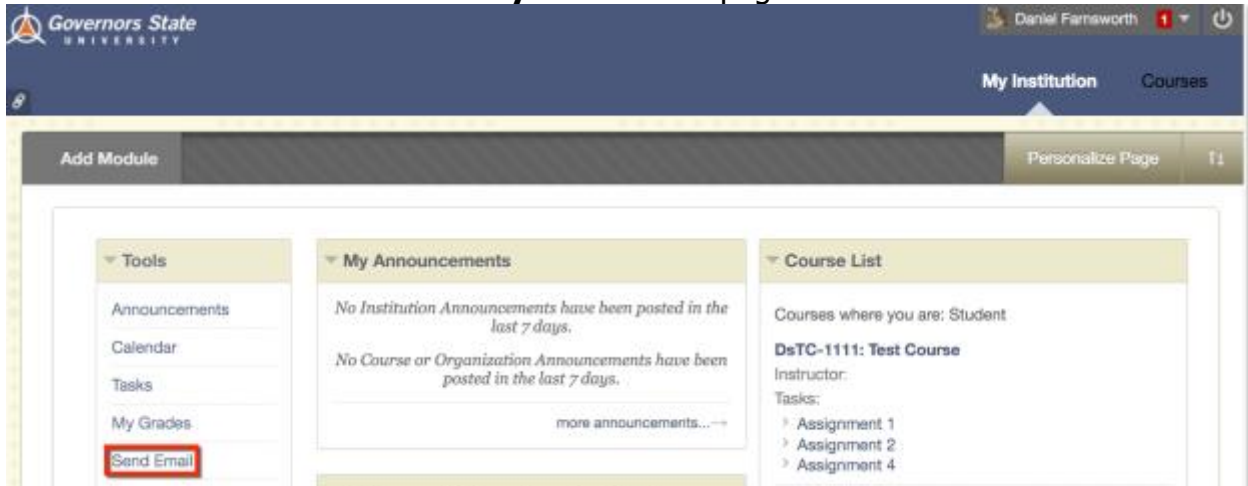 Governors State
UNIVERSITY
Daniel Farnsworth 1
My Institution Courses
Add Module
Personalize Page
Tools
Announcements
Calendar
Tasks
My Grades
Send Email
My Announcements
No Institution Announcements have been posted in the
last 7 days.
No Course or Organization Announcements have been
posted in the last 7 days.
more announcements...→
Course List
Courses where you are: Student
DsTC-1111: Test Course
Instructor:
Tasks:
Assignment 1
Assignment 2
Assignment 4